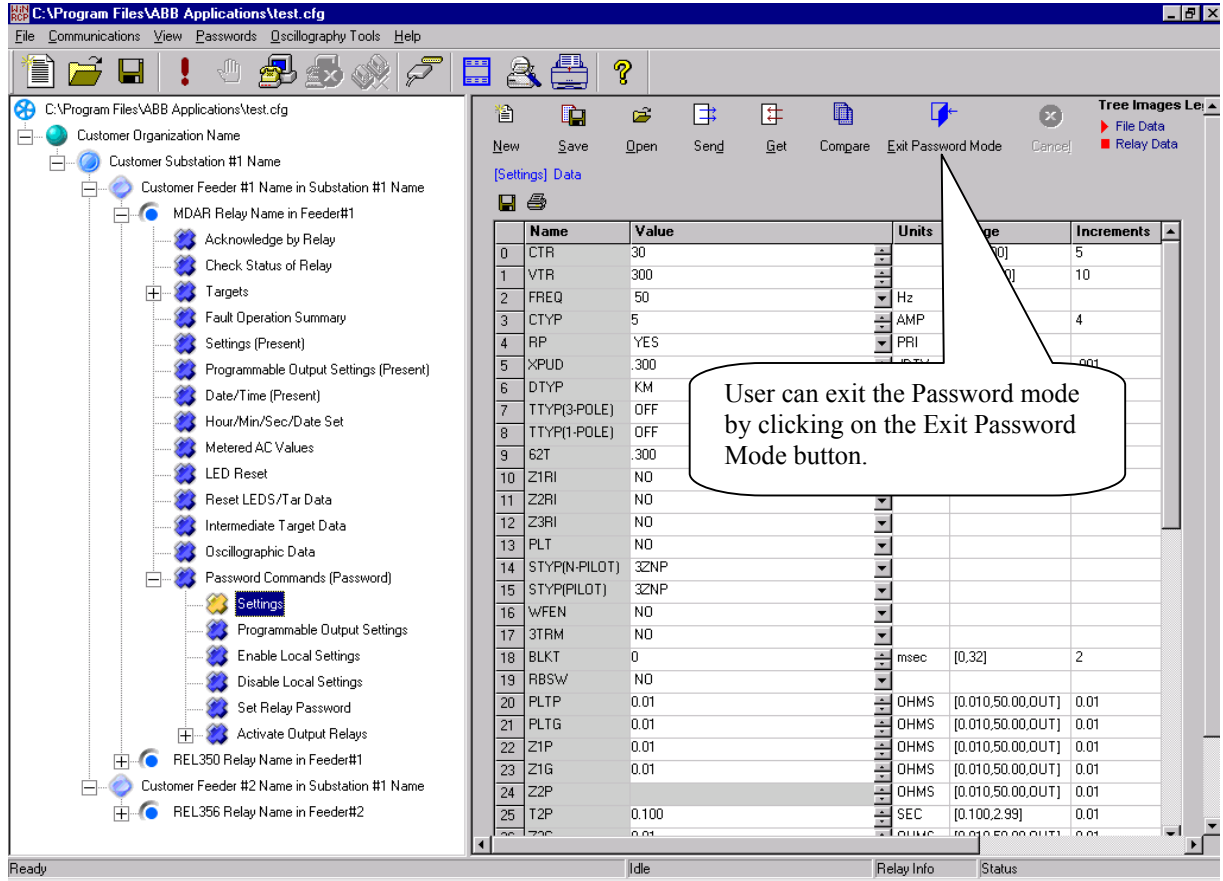 WiN RCP C:\Program Files\ABB Applications\test.cfg
File Communications View Passwords Oscillography Tools Help
C:\Program Files\ABB Applications\test.cfg
Customer Organization Name
Customer Substation #1 Name
Customer Feeder #1 Name in Substation #1 Name
MDAR Relay Name in Feeder#1
Acknowledge by Relay
Check Status of Relay
Targets
Fault Operation Summary
Settings (Present)
Programmable Output Settings (Present)
Date/Time (Present)
Hour/Min/Sec/Date Set
Metered AC Values
LED Reset
Reset LEDS/Tar Data
Intermediate Target Data
Oscillographic Data
Password Commands (Password)
Settings
Programmable Output Settings
Enable Local Settings
Disable Local Settings
Set Relay Password
Activate Output Relays
REL350 Relay Name in Feeder#1
Customer Feeder #2 Name in Substation #1 Name
REL356 Relay Name in Feeder#2
New Save Open Send Get Compare Exit Password Mode Cancel
Tree Images
File Data
Relay Data
[Settings] Data
Name Value Units Increments
0 CTR 30 5
1 VTR 300 10
2 FREQ 50 Hz
3 CTYP 5 AMP 4
4 RP YES PRI
5 XPUD .300
6 DTYP KM
7 TTYP(3-POLE) OFF
8 TTYP(1-POLE) OFF
9 62T .300
10 Z1RI NO
11 Z2RI NO
12 Z3RI NO
13 PLT NO
14 STYP(N-PILOT) 3ZNP
15 STYP(PILOT) 3ZNP
16 WFEN NO
17 3TRM NO
18 BLKT 0 msec [0,32] 2
19 RBSW NO
20 PLTP 0.01 OHMS [0.010,50.00,OUT] 0.01
21 PLTG 0.01 OHMS [0.010,50.00,OUT] 0.01
22 Z1P 0.01 OHMS [0.010,50.00,OUT] 0.01
23 Z1G 0.01 OHMS [0.010,50.00,OUT] 0.01
24 Z2P OHMS [0.010,50.00,OUT] 0.01
25 T2P 0.100 SEC [0.100,2.99] 0.01
User can exit the Password mode
by clicking on the Exit Password
Mode button.
Ready Idle Relay Info Status